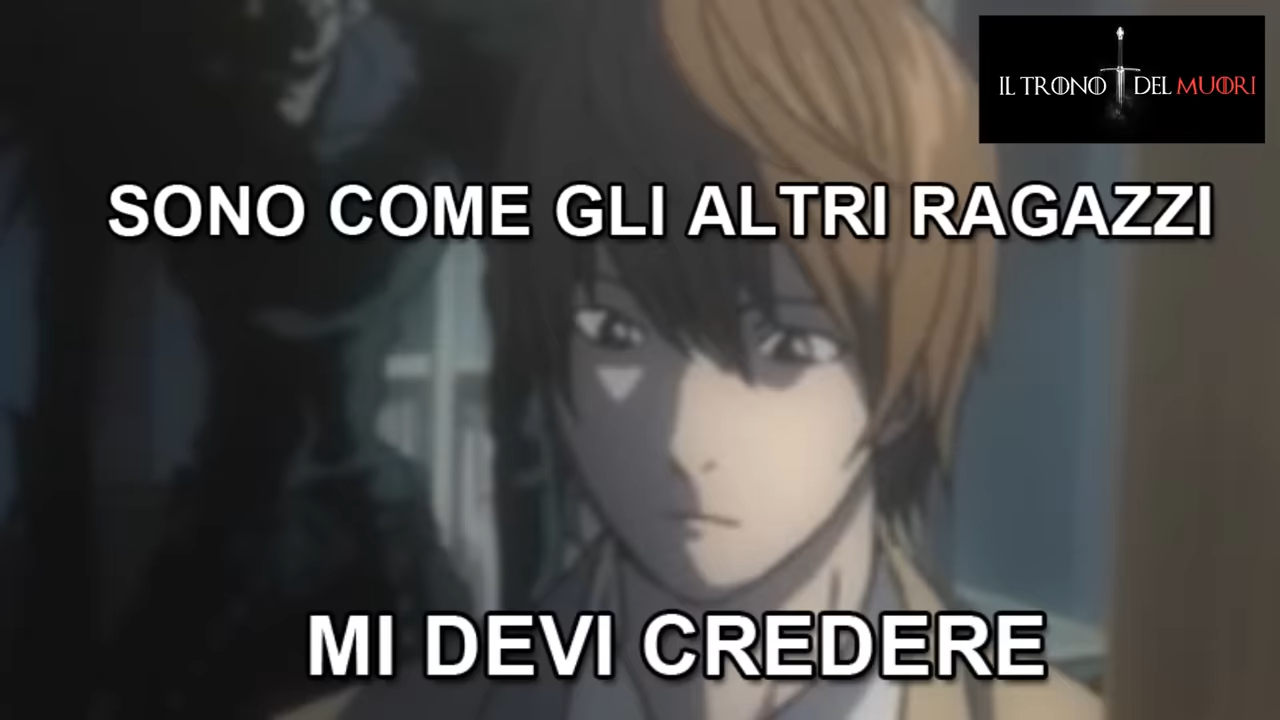 IL TRONO DEL MUORI
SONO COME GLI ALTRI RAGAZZI
MI DEVI CREDERE